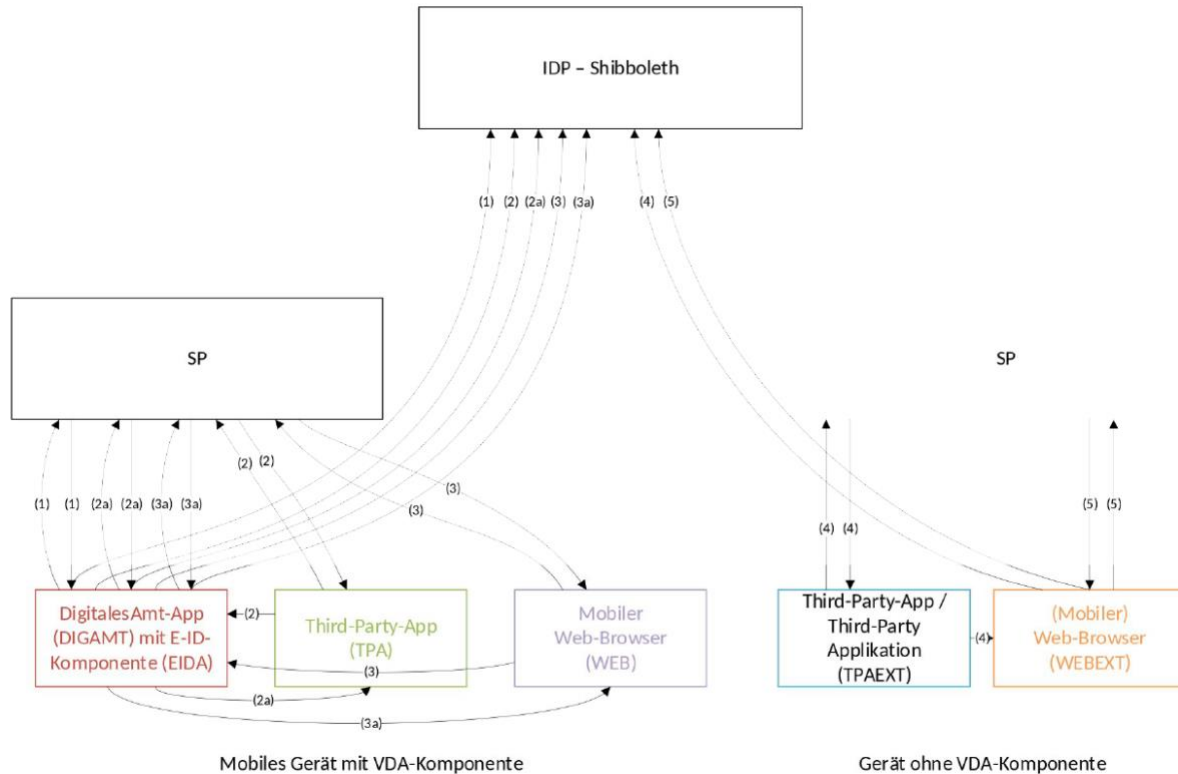 IDP – Shibboleth
(1)
(2)
(2a)
(3)
(3a)
(4)
(5)
SP
SP
(1)
(1)
(2a)
(2a)
(3a)
(3a)
(2)
(2)
(3)
(3)
(4)
(4)
(5)
(5)
DigitalesAmt-App
(DIGAMT) mit E-ID-
Komponente (EIDA)
(2)
Third-Party-App
(TPA)
(3)
Mobiler
Web-Browser
(WEB)
Third-Party-App /
Third-Party
Applikation
(TPAEXT)
(4)
(Mobiler)
Web-Browser
(WEBEXT)
(2a)
(3a)
Mobiles Gerät mit VDA-Komponente
Gerät ohne VDA-Komponente